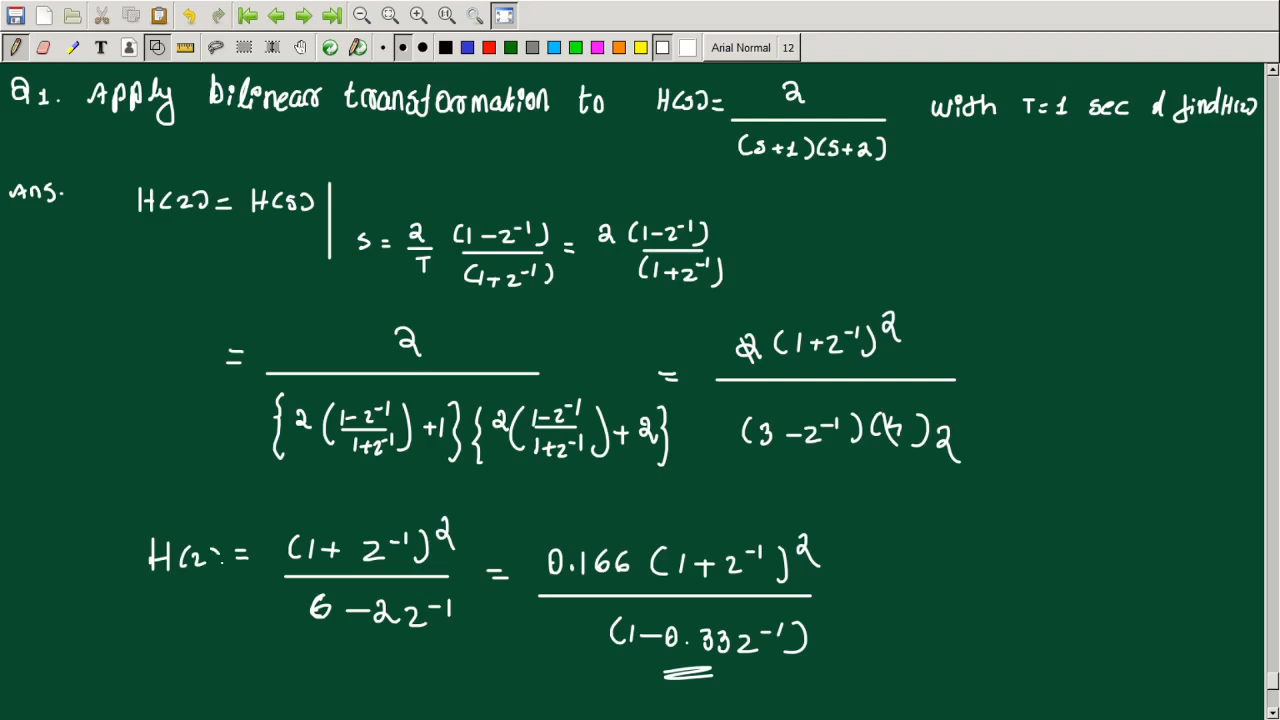 Arial Normal 12
Q1. Apply bilinear transformation to H(s) = 2 / (s+1)(s+2) with T=1 sec & find H(z)
Ans. H(z) = H(s) | s = 2/T (1-z⁻¹)/(1+z⁻¹) = 2 (1-z⁻¹)/(1+z⁻¹)
= 2 / {2((1-z⁻¹)/(1+z⁻¹))+1}{2((1-z⁻¹)/(1+z⁻¹))+2} = 2(1+z⁻¹)² / (3-z⁻¹)(4)2
H(z) = (1+z⁻¹)² / 6-2z⁻¹ = 0.166 (1+z⁻¹)² / (1-0.33z⁻¹)